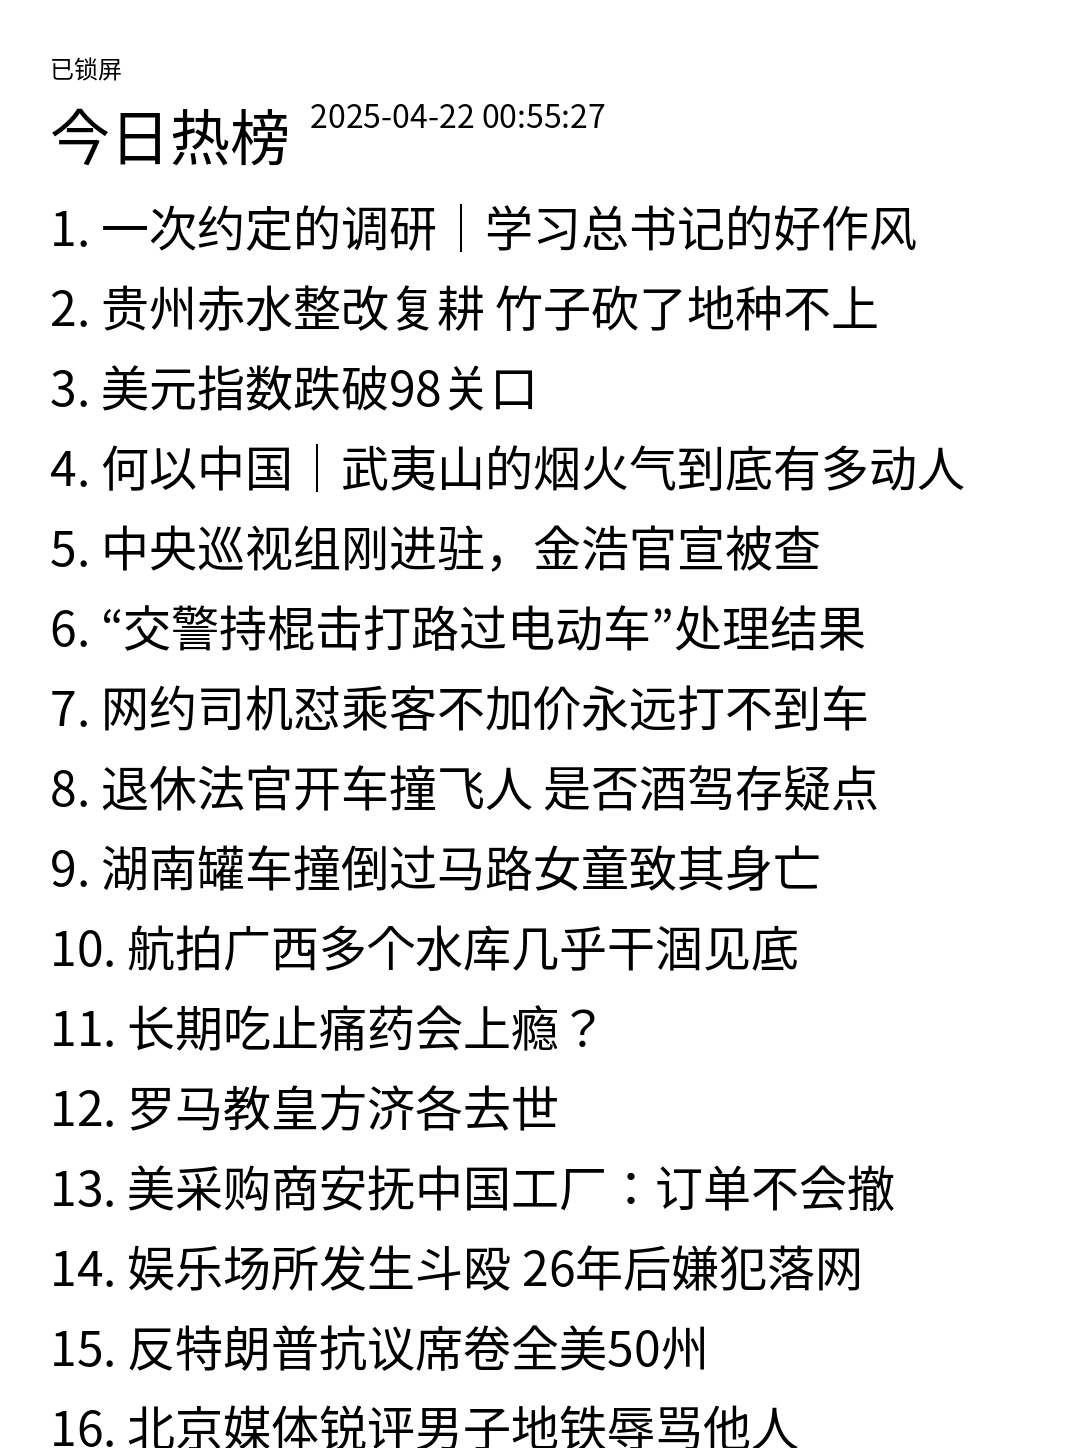 已锁屏
今日热榜 2025-04-22 00:55:27
1. 一次约定的调研｜学习总书记的好作风
2. 贵州赤水整改复耕 竹子砍了地种不上
3. 美元指数跌破98关口
4. 何以中国｜武夷山的烟火气到底有多动人
5. 中央巡视组刚进驻，金浩官宣被查
6. “交警持棍击打路过电动车”处理结果
7. 网约司机怼乘客不加价永远打不到车
8. 退休法官开车撞飞人 是否酒驾存疑点
9. 湖南罐车撞倒过马路女童致其身亡
10. 航拍广西多个水库几乎干涸见底
11. 长期吃止痛药会上瘾？
12. 罗马教皇方济各去世
13. 美采购商安抚中国工厂：订单不会撤
14. 娱乐场所发生斗殴 26年后嫌犯落网
15. 反特朗普抗议席卷全美50州
16. 北京媒体锐评男子地铁辱骂他人